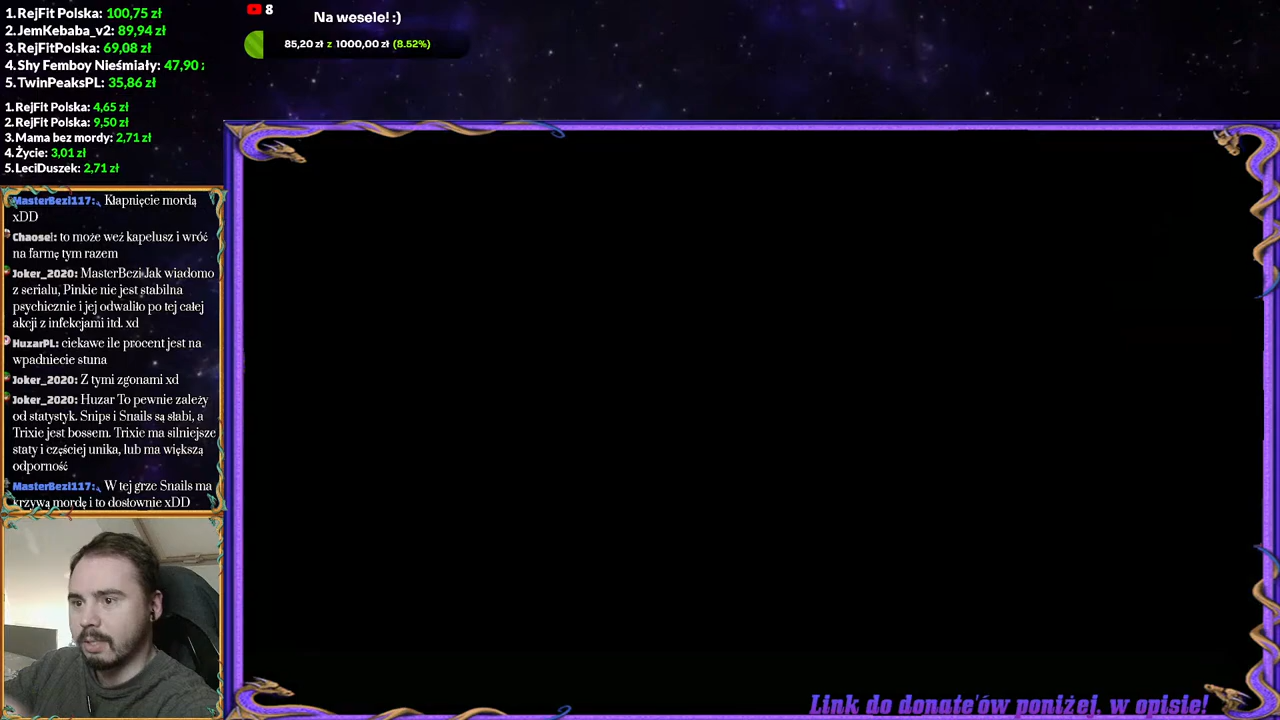 1.RejFit Polska: 100,75 zł
2.JemKebaba_v2: 89,94 zł
3.RejFitPolska: 69,08 zł
4.Shy Femboy Nieśmiały: 47,90
5.TwinPeaksPL: 35,86 zł
1.RejFit Polska: 4,65 zł
2.RejFit Polska: 9,50 zł
3.Mama bez mordy: 2,71 zł
4.Życie: 3,01 zł
5.LeciDuszek: 2,71 zł
8
Na wesele! :)
85,20 zł z 1000,00 zł (8.52%)
MasterBezi117: Kłapnięcie mordą
xDD
Chaose: to może weź kapelusz i wróć
na farmę tym razem
Joker_2020: MasterBezi Jak wiadomo
z serialu, Pinkie nie jest stabilna
psychicznie i jej odwaliło po tej całej
akcji z infekcjami itd. xd
HuzarPL: ciekawe ile procent jest na
wpadniecie stuna
Joker_2020: Z tymi zgonami xd
Joker_2020: Huzar To pewnie zależy
od statystyk. Snips i Snails są słabi, a
Trixie jest bossem. Trixie ma silniejsze
staty i częściej unika, lub ma większą
odporność
MasterBezi117: W tej grze Snails ma
krzywą mordę i to dosłownie xDD
Link do donate'ów poniżej, w opisie!